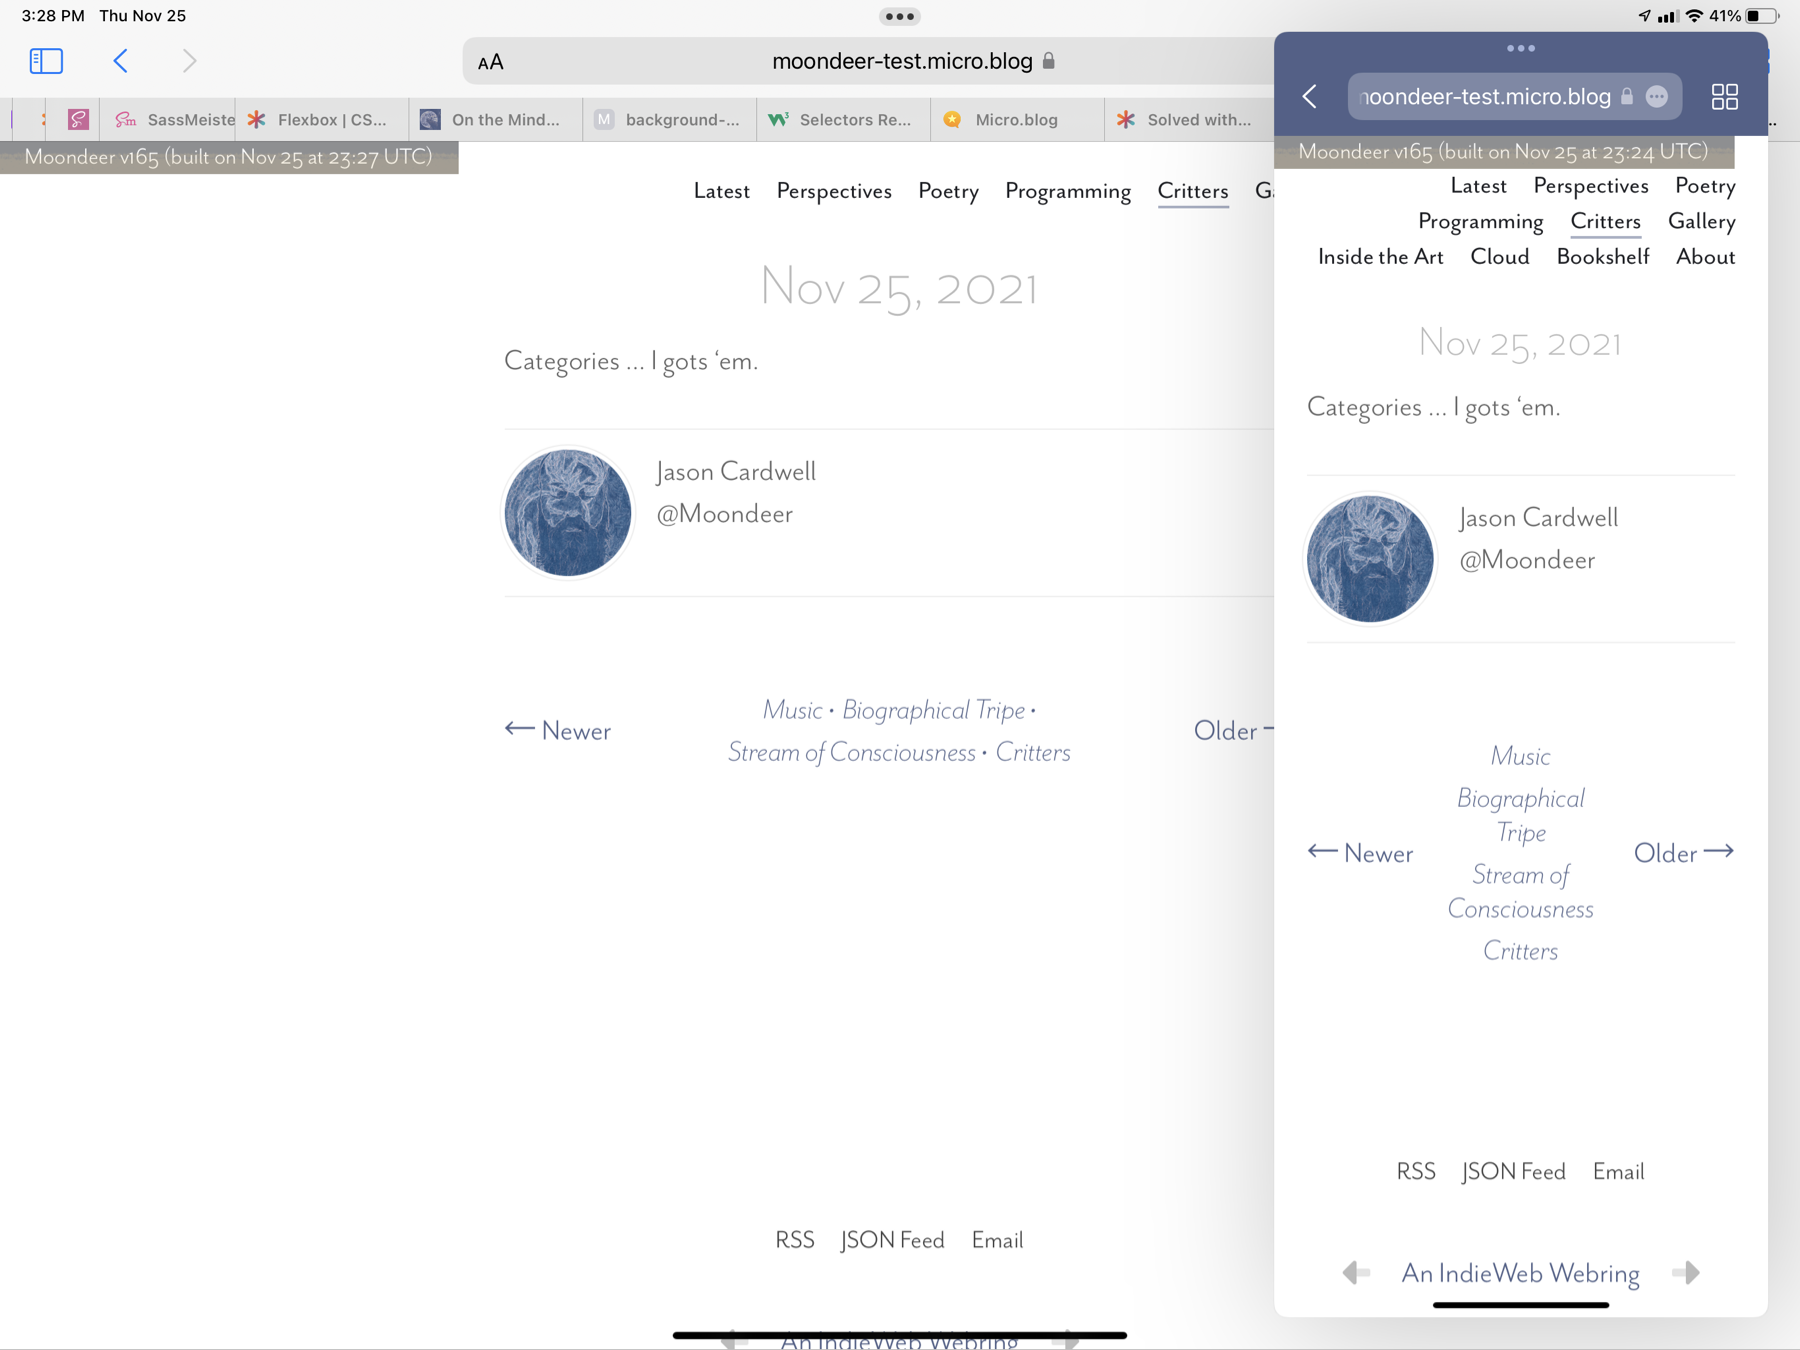 3:28 PM Thu Nov 25
41%
AA
moondeer-test.micro.blog
SassMeiste
Flexbox | CS...
On the Mind...
background-...
Selectors Re...
Micro.blog
Solved with...
Moondeer v165 (built on Nov 25 at 23:27 UTC)
Latest Perspectives Poetry Programming Critters Ga
Nov 25, 2021
Categories … I gots ‘em.
Jason Cardwell
@Moondeer
← Newer
Music • Biographical Tripe •
Stream of Consciousness • Critters
Older
RSS JSON Feed Email
An IndieWeb Webring
noondeer-test.micro.blog
Moondeer v165 (built on Nov 25 at 23:24 UTC)
Latest Perspectives Poetry
Programming Critters Gallery
Inside the Art Cloud Bookshelf About
Nov 25, 2021
Categories … I gots ‘em.
Jason Cardwell
@Moondeer
Music
Biographical
Tripe
← Newer
Older →
Stream of
Consciousness
Critters
RSS JSON Feed Email
An IndieWeb Webring